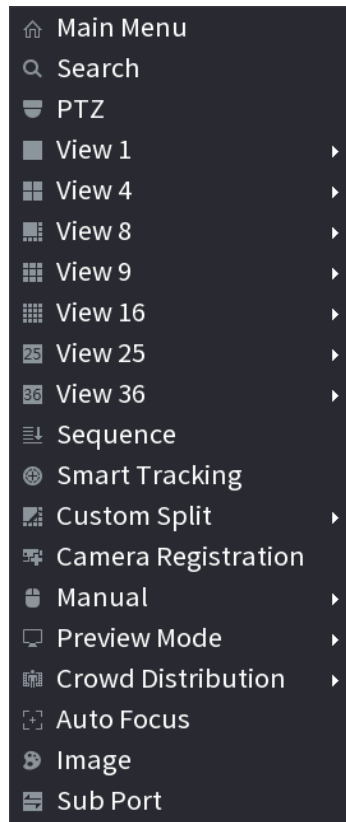 Main Menu
Search
PTZ
View 1
View 4
View 8
View 9
View 16
25 View 25
36 View 36
Sequence
Smart Tracking
Custom Split
Camera Registration
Manual
Preview Mode
Crowd Distribution
Auto Focus
Image
Sub Port